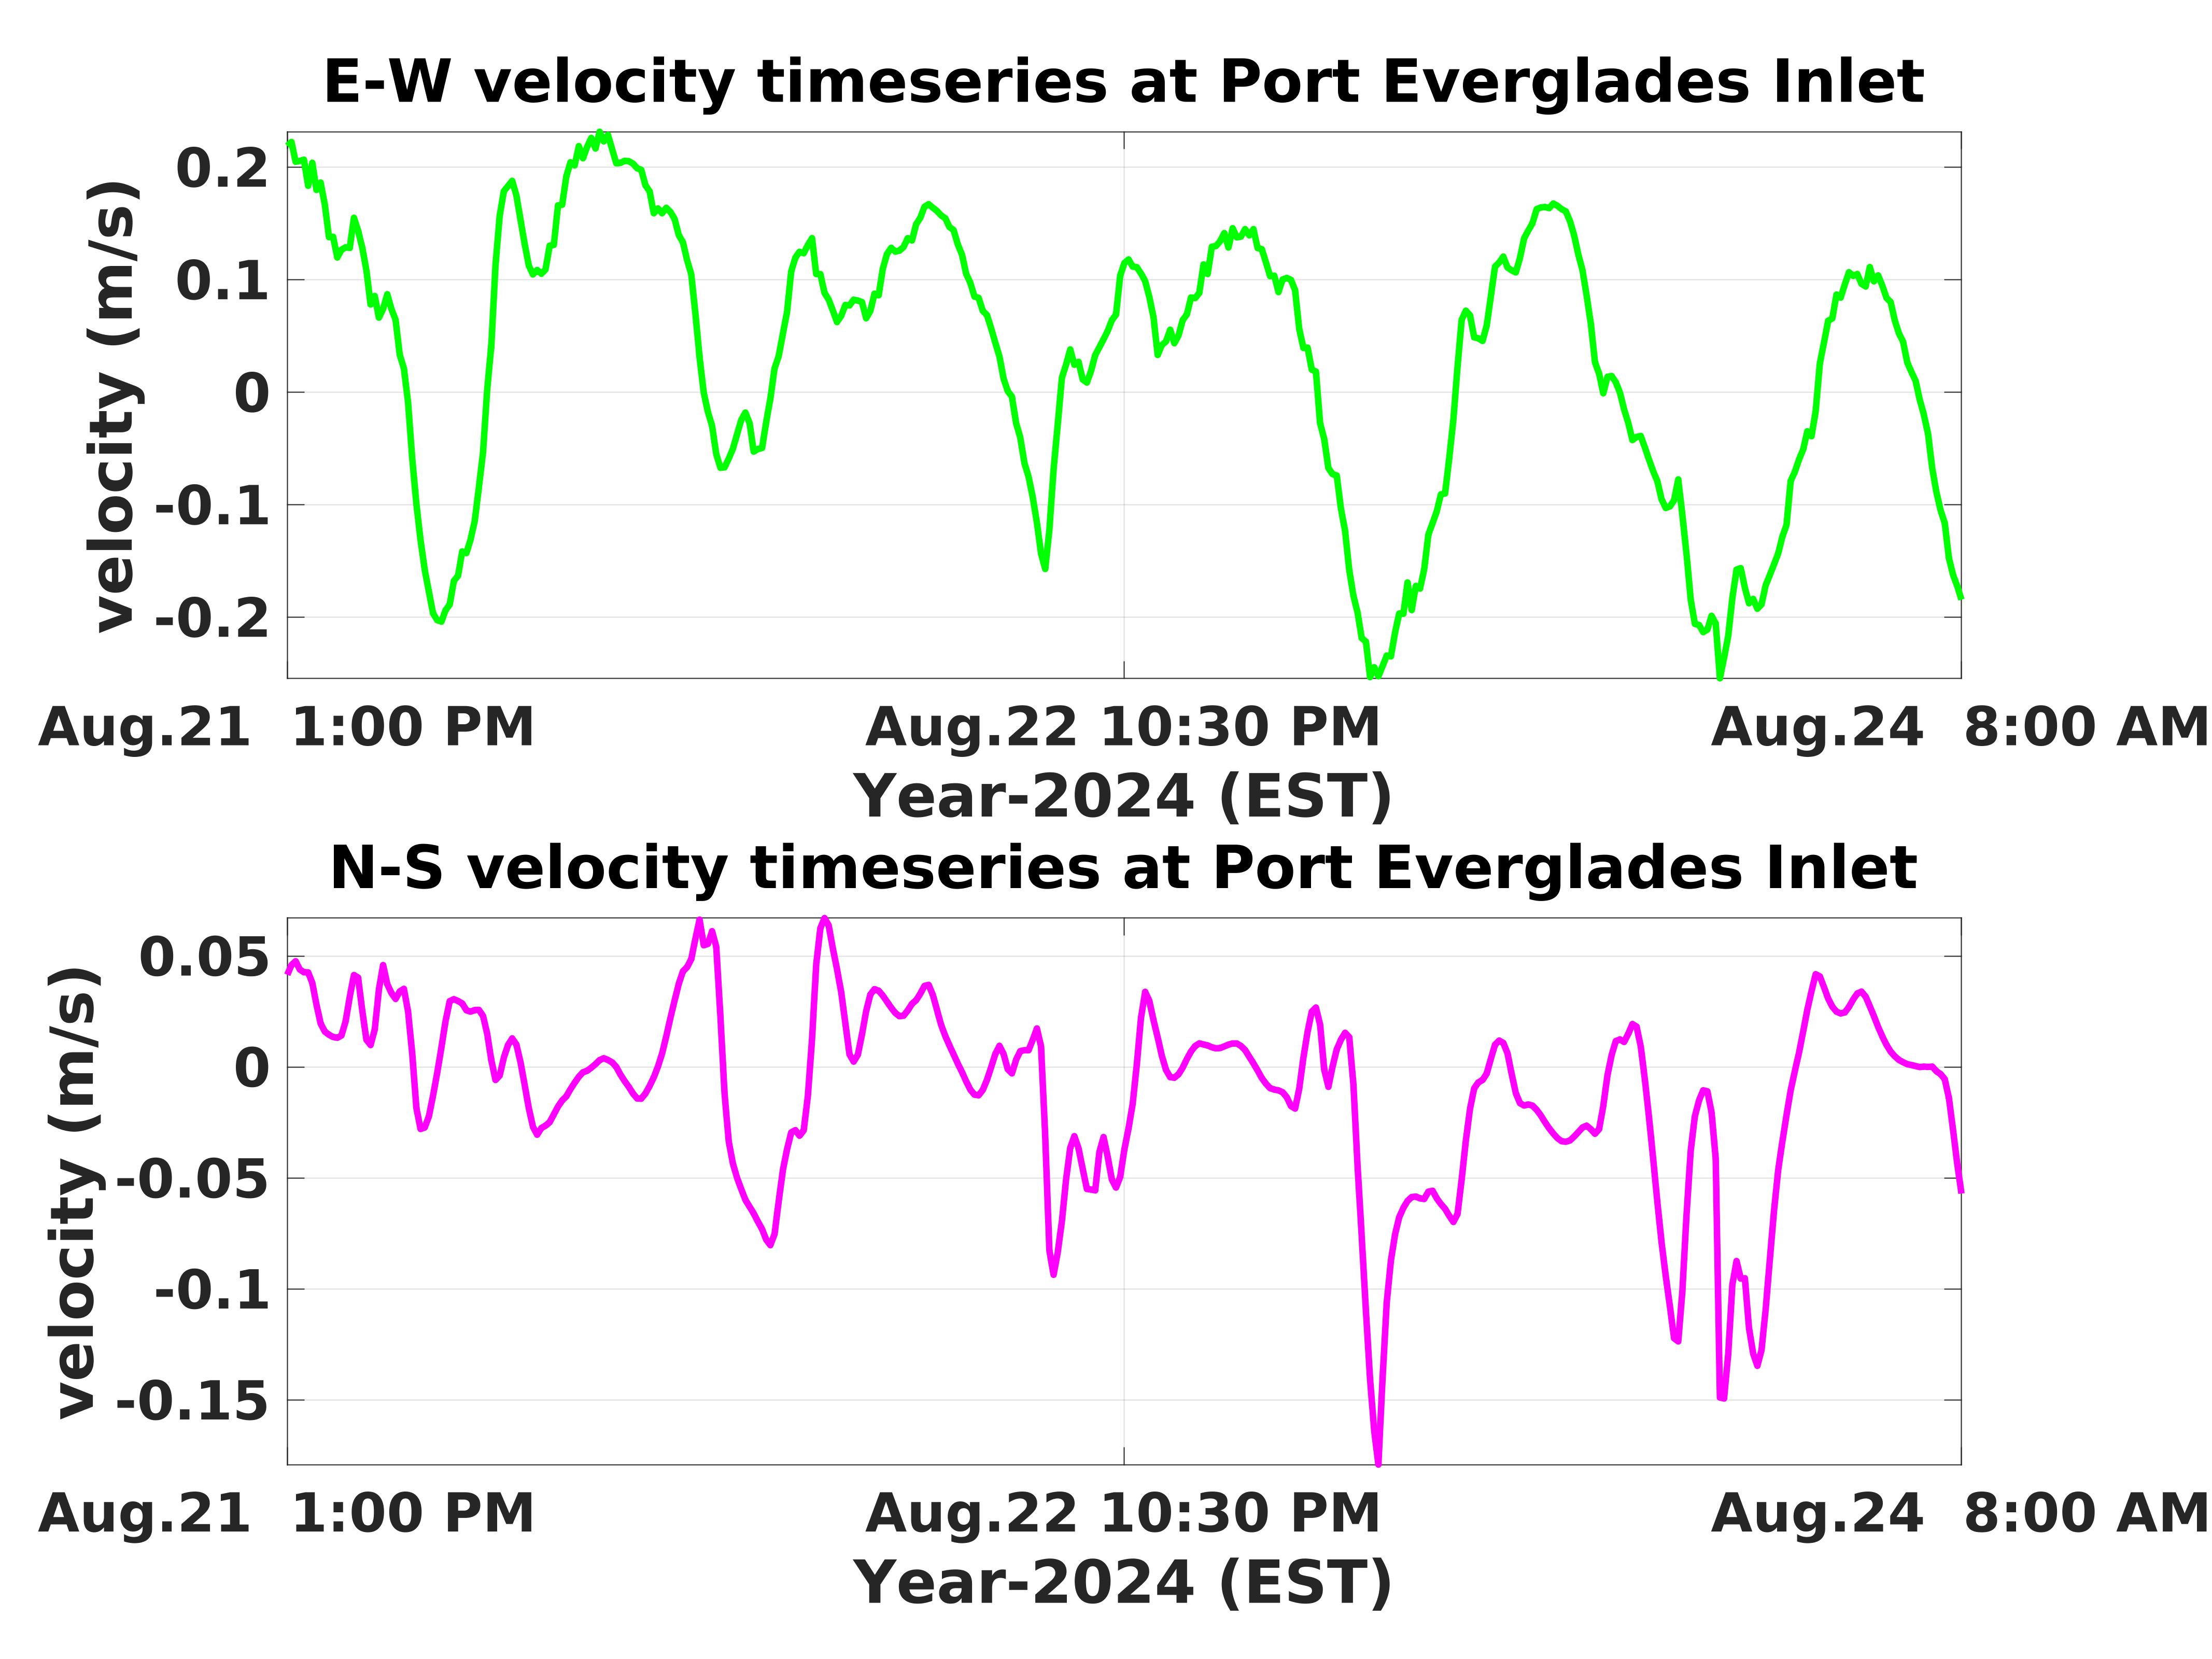 E-W velocity timeseries at Port Everglades Inlet
velocity (m/s)
0.2
0.1
0
-0.1
-0.2
Aug.21  1:00 PM
Aug.22 10:30 PM
Aug.24  8:00 AM
Year-2024 (EST)
N-S velocity timeseries at Port Everglades Inlet
velocity (m/s)
0.05
0
-0.05
-0.1
-0.15
Aug.21  1:00 PM
Aug.22 10:30 PM
Aug.24  8:00 AM
Year-2024 (EST)